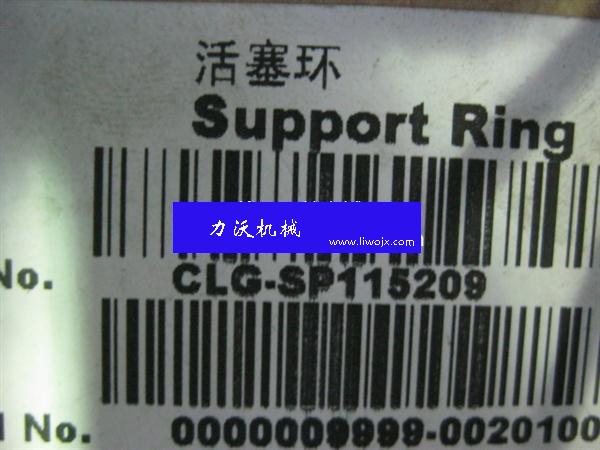 活塞环
Support Ring
力沃机械
www.liwojx.com
No.
CLG-SP115209
No.
0000009999-0020100